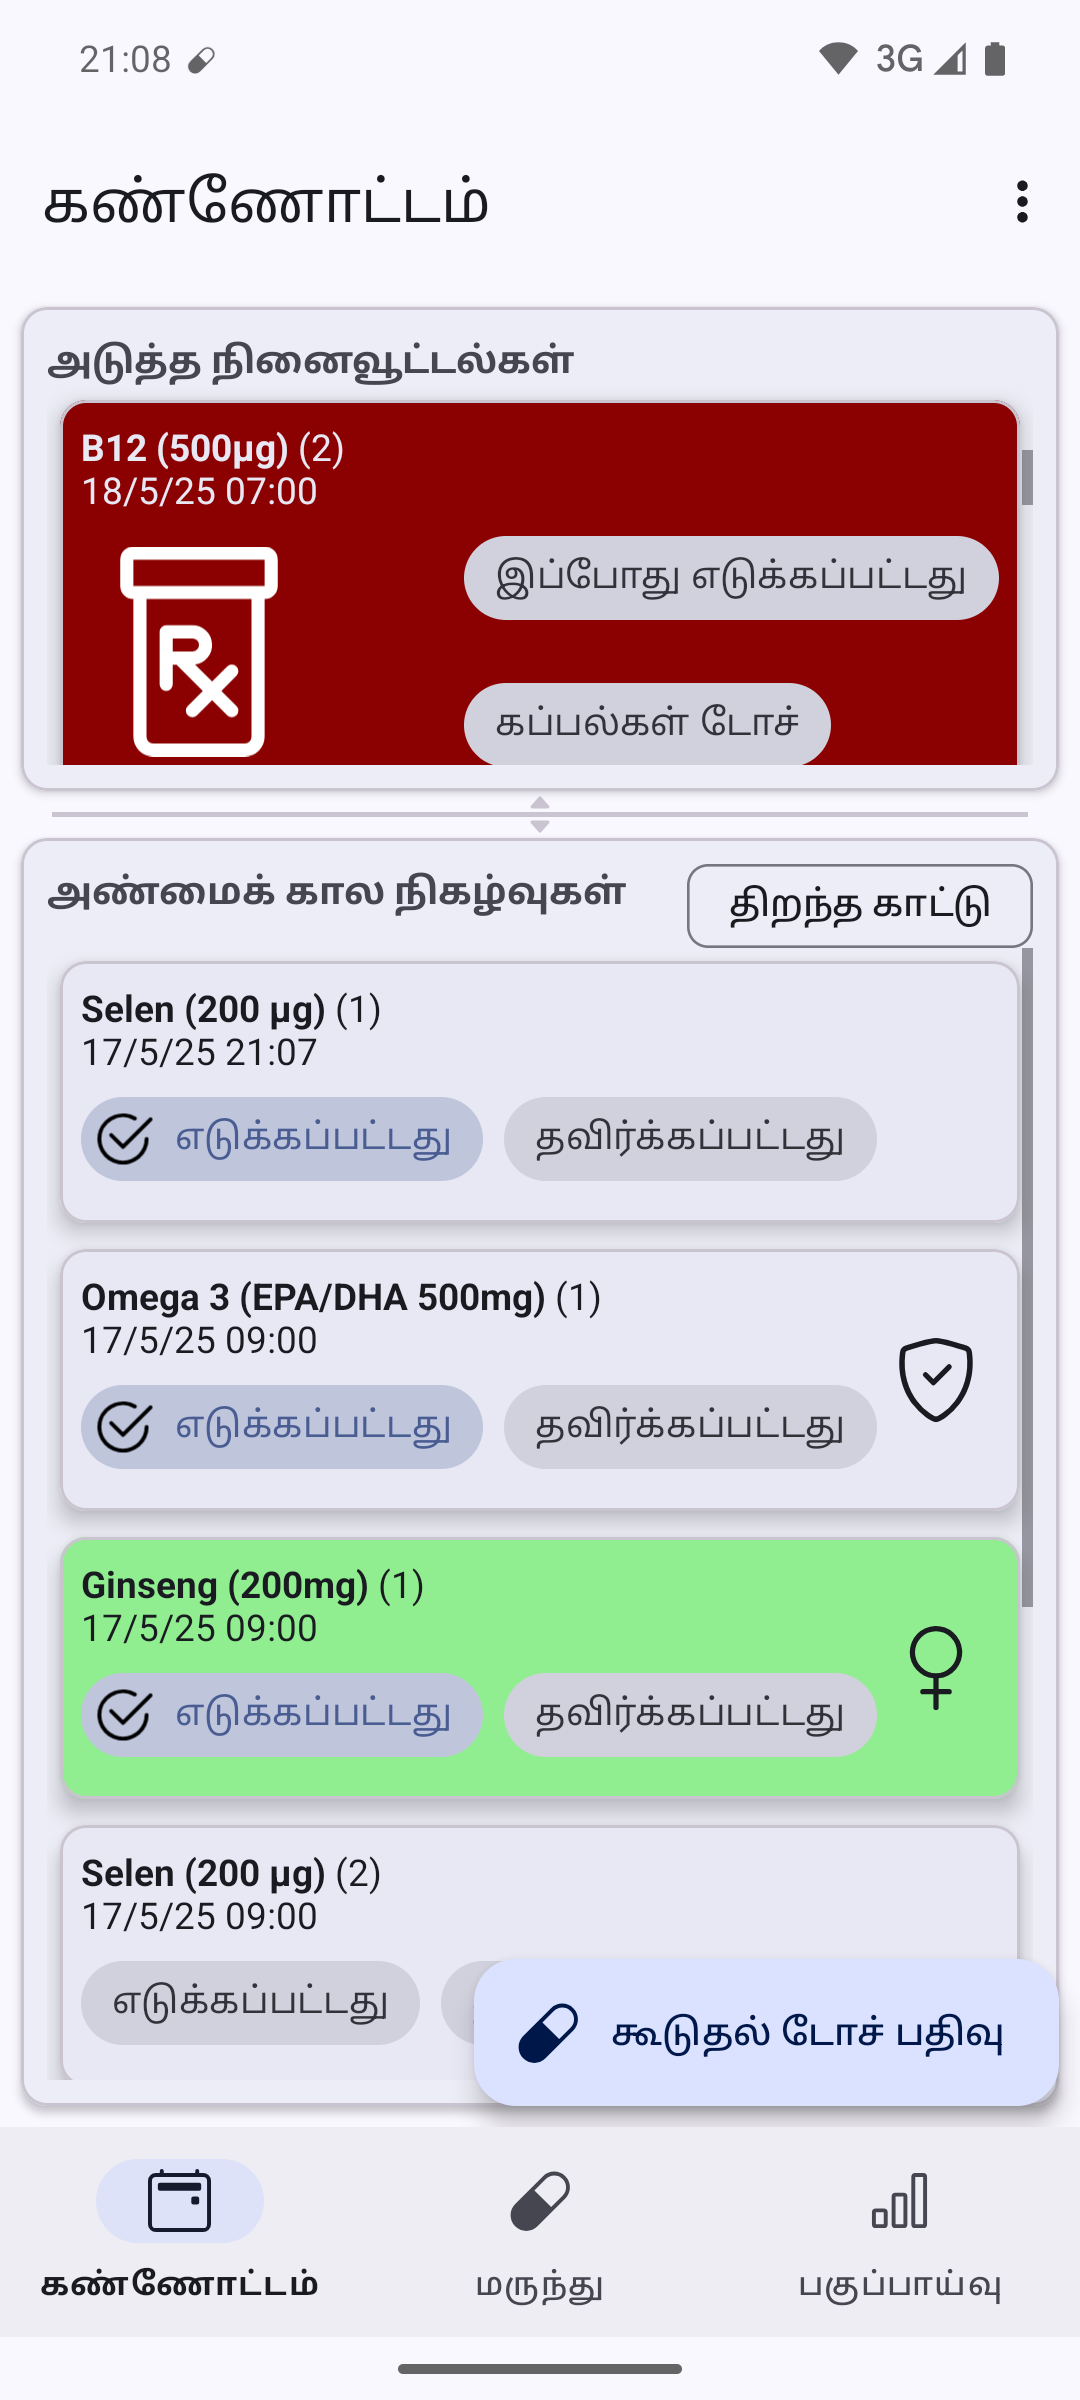 21:08
3G
கண்ணோட்டம்
அடுத்த நினைவூட்டல்கள்
B12 (500µg) (2)
18/5/25 07:00
இப்போது எடுக்கப்பட்டது
Rx
கப்பல்கள் டோச்
அண்மைக் கால நிகழ்வுகள்
திறந்த காட்டு
Selen (200 µg) (1)
17/5/25 21:07
எடுக்கப்பட்டது
தவிர்க்கப்பட்டது
Omega 3 (EPA/DHA 500mg) (1)
17/5/25 09:00
எடுக்கப்பட்டது
தவிர்க்கப்பட்டது
Ginseng (200mg) (1)
17/5/25 09:00
எடுக்கப்பட்டது
தவிர்க்கப்பட்டது
Selen (200 µg) (2)
17/5/25 09:00
எடுக்கப்பட்டது
கூடுதல் டோச் பதிவு
கண்ணோட்டம்
மருந்து
பகுப்பாய்வு